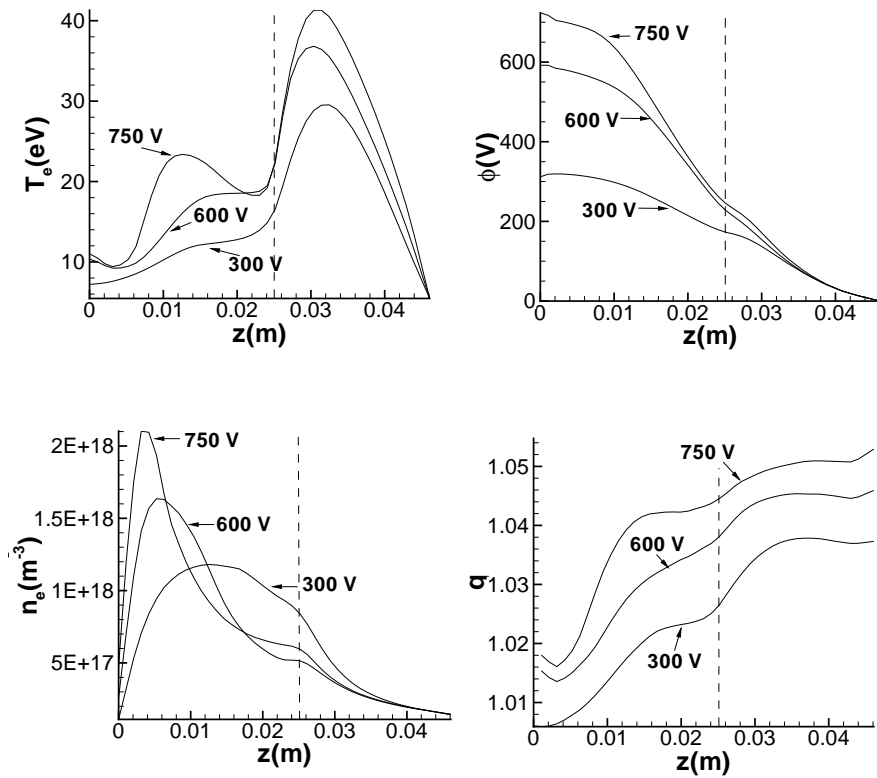 40
30
20
10
T_e(eV)
750 V
600 V
300 V
0 0.01 0.02 0.03 0.04
z(m)
600
400
200
0
ϕ(V)
750 V
600 V
300 V
0 0.01 0.02 0.03 0.04
z(m)
2E+18
1.5E+18
1E+18
5E+17
n_e(m^-3)
750 V
600 V
300 V
0 0.01 0.02 0.03 0.04
z(m)
1.05
1.04
1.03
1.02
1.01
q
750 V
600 V
300 V
0 0.01 0.02 0.03 0.04
z(m)